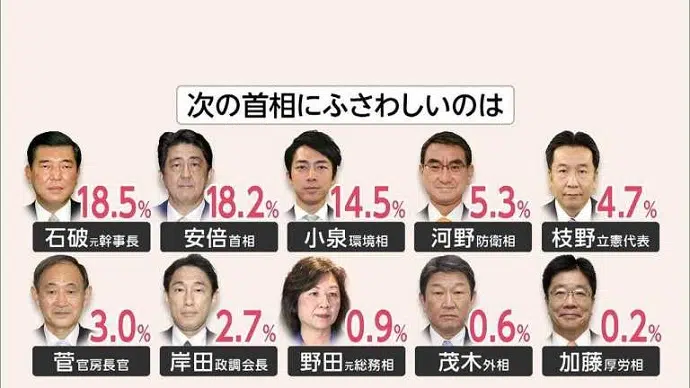 次の首相にふさわしいのは
18.5% 18.2% 14.5% 5.3% 4.7%
石破元幹事長 安倍首相 小泉環境相 河野防衛相 枝野立憲代表
3.0% 2.7% 0.9% 0.6% 0.2%
菅官房長官 岸田政調会長 野田元総務相 茂木外相 加藤厚労相